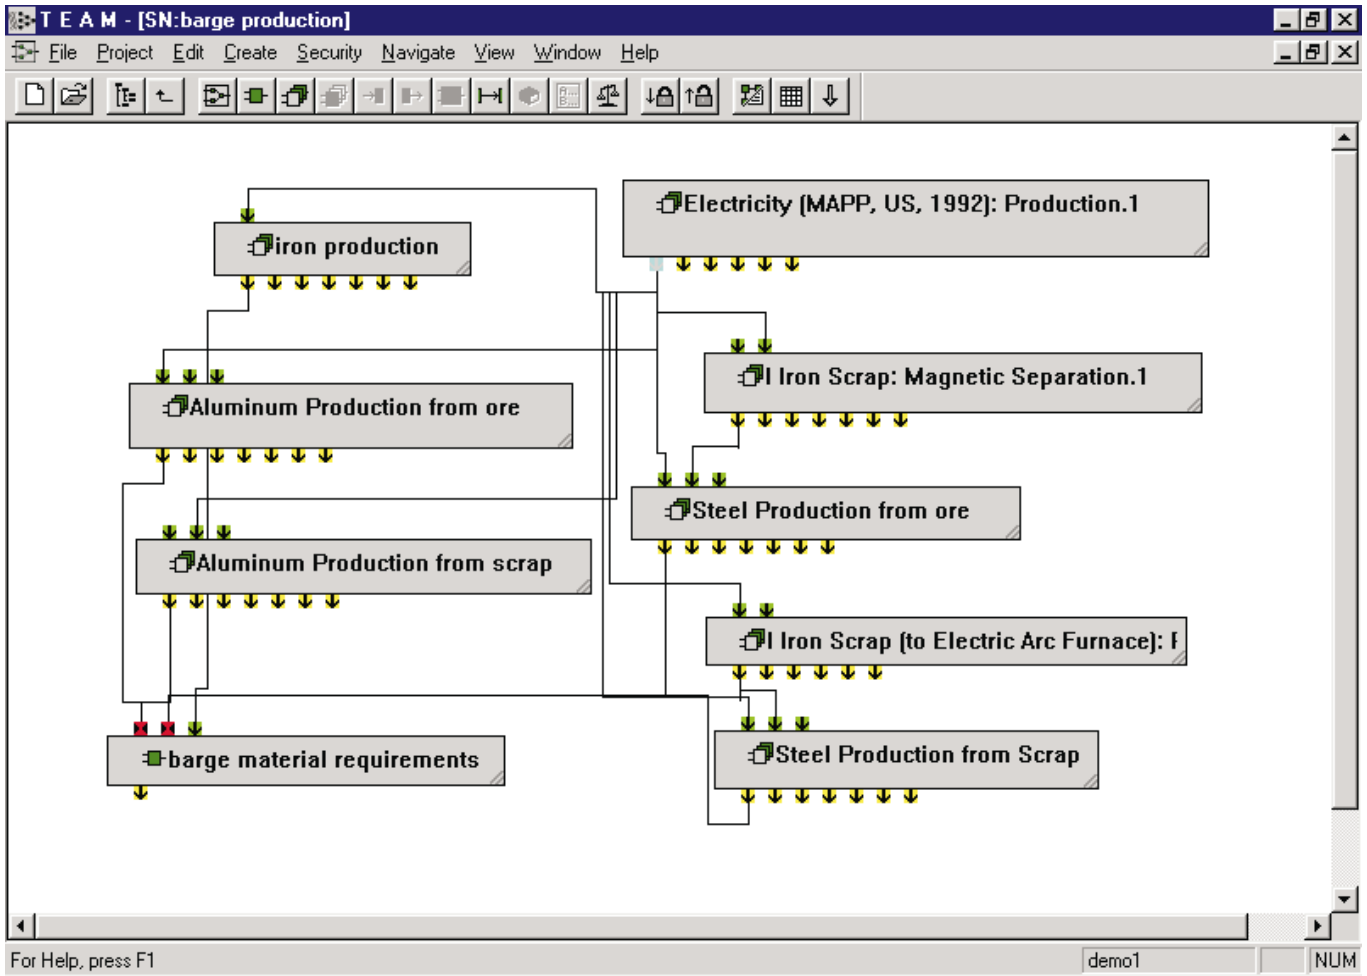 T E A M - [SN:barge production]
File Project Edit Create Security Navigate View Window Help
Electricity (MAPP, US, 1992): Production.1
iron production
l Iron Scrap: Magnetic Separation.1
Aluminum Production from ore
Steel Production from ore
Aluminum Production from scrap
l Iron Scrap (to Electric Arc Furnace): F
Steel Production from Scrap
barge material requirements
For Help, press F1
demo1
NUM